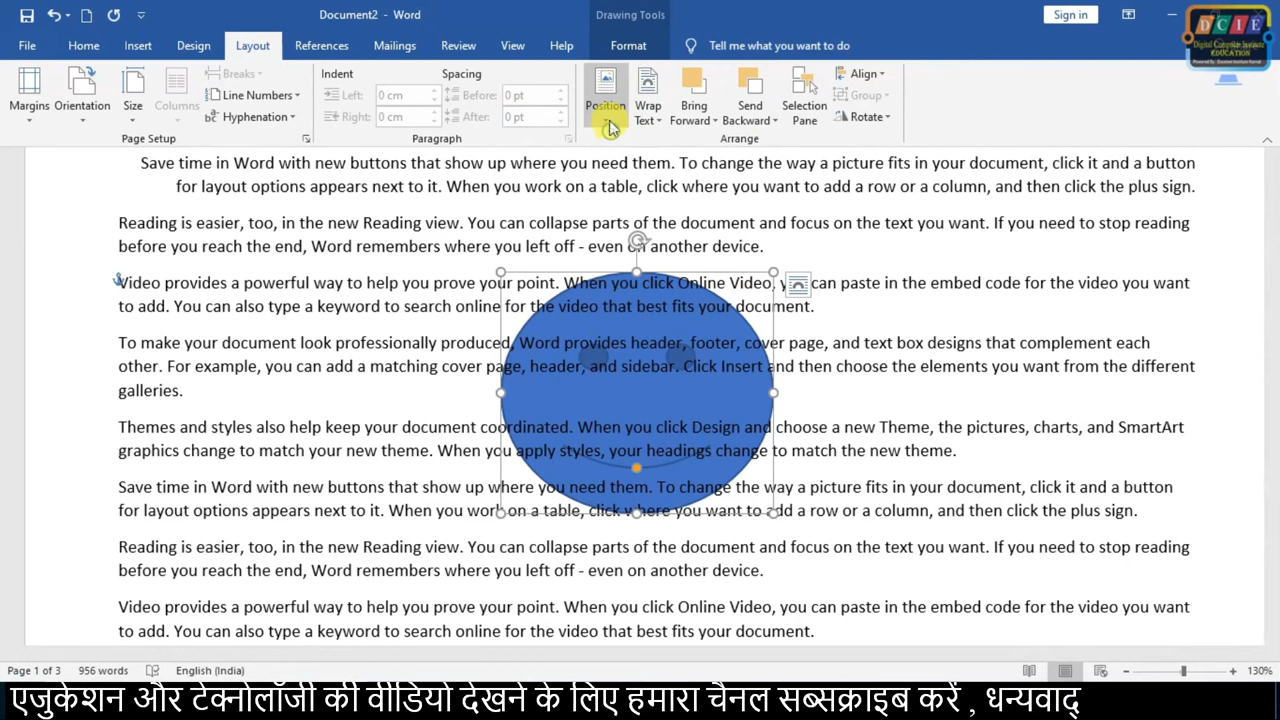 Document2 - Word
Drawing Tools
Sign in
DCIE
Digital Computer Institute
EDUCATION
File Home Insert Design Layout References Mailings Review View Help Format Tell me what you want to do
Margins Orientation Size Columns
Breaks
Line Numbers
Hyphenation
Page Setup
Indent Spacing
Left: 0 cm Before: 0 pt
Right: 0 cm After: 0 pt
Paragraph
Position Wrap Text Bring Forward Send Backward Selection Pane
Align
Group
Rotate
Arrange
Save time in Word with new buttons that show up where you need them. To change the way a picture fits in your document, click it and a button
for layout options appears next to it. When you work on a table, click where you want to add a row or a column, and then click the plus sign.
Reading is easier, too, in the new Reading view. You can collapse parts of the document and focus on the text you want. If you need to stop reading
before you reach the end, Word remembers where you left off - even on another device.
Video provides a powerful way to help you prove your point. When you click Online Video, you can paste in the embed code for the video you want
to add. You can also type a keyword to search online for the video that best fits your document.
To make your document look professionally produced, Word provides header, footer, cover page, and text box designs that complement each
other. For example, you can add a matching cover page, header, and sidebar. Click Insert and then choose the elements you want from the different
galleries.
Themes and styles also help keep your document coordinated. When you click Design and choose a new Theme, the pictures, charts, and SmartArt
graphics change to match your new theme. When you apply styles, your headings change to match the new theme.
Save time in Word with new buttons that show up where you need them. To change the way a picture fits in your document, click it and a button
for layout options appears next to it. When you work on a table, click where you want to add a row or a column, and then click the plus sign.
Reading is easier, too, in the new Reading view. You can collapse parts of the document and focus on the text you want. If you need to stop reading
before you reach the end, Word remembers where you left off - even on another device.
Video provides a powerful way to help you prove your point. When you click Online Video, you can paste in the embed code for the video you want
to add. You can also type a keyword to search online for the video that best fits your document.
Page 1 of 3 956 words English (India) 130%
एजुकेशन और टेक्नोलॉजी की वीडियो देखने के लिए हमारा चैनल सब्सक्राइब करें , धन्यवाद्